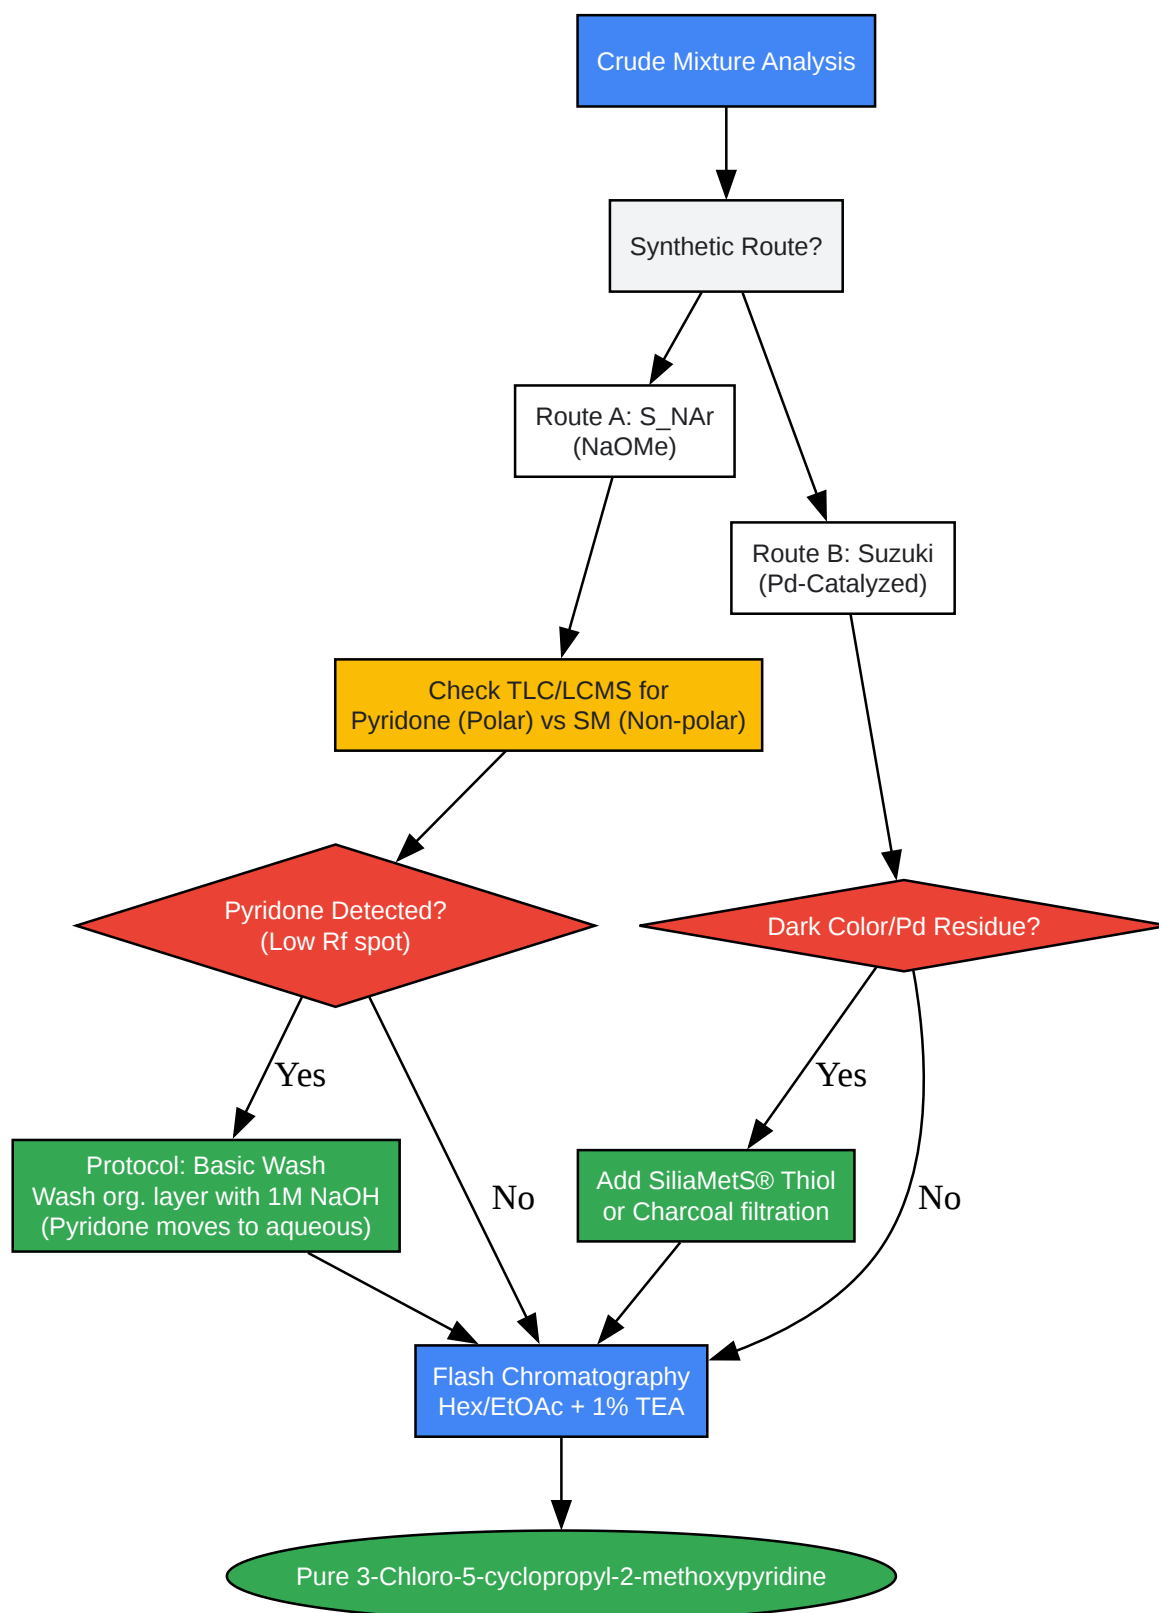 Crude Mixture Analysis
Synthetic Route?
Route A: S_NAr
(NaOMe)
Route B: Suzuki
(Pd-Catalyzed)
Check TLC/LCMS for
Pyridone (Polar) vs SM (Non-polar)
Pyridone Detected?
(Low Rf spot)
Dark Color/Pd Residue?
Yes
Yes
Protocol: Basic Wash
Wash org. layer with 1M NaOH
(Pyridone moves to aqueous)
No
Add SiliaMetS® Thiol
or Charcoal filtration
No
Flash Chromatography
Hex/EtOAc + 1% TEA
Pure 3-Chloro-5-cyclopropyl-2-methoxypyridine